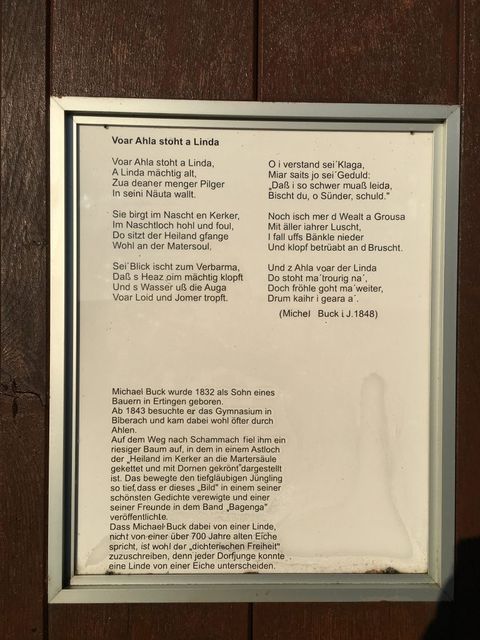 Voar Ahla stoht a Linda
Voar Ahla stoht a Linda,
A Linda mächtig alt,
Zua deaner menger Pilger
In seini Näuta wallt.
Sie birgt im Nascht en Kerker,
Im Naschtloch hohl und foul,
Do sitzt der Heiland gfange
Wohl an der Matersoul,
Sei´Blick ischt zum Verbarma,
Daß s Heaz oim mächtig klopft
Und s Wasser uß die Auga
Voar Loid und Jomer tropft.
O i verstand sei´Klaga,
Miar saits jo sei´Geduld:
„Daß i so schwer muaß leida,
Bischt du, o Sünder, schuld."
Noch isch mer d Wealt a Grousa
Mit äller iahrer Luscht,
I fall uffs Bänkle nieder
Und klopf betrüabt an d Bruscht.
Und z Ahla voar der Linda
Do stoht ma´trourig na´,
Doch fröhle goht ma´weiter,
Drum kaihr i geara a´.
(Michel Buck i.J.1848)
Michael Buck wurde 1832 als Sohn eines
Bauern in Ertingen geboren.
Ab 1843 besuchte er das Gymnasium in
Biberach und kam dabei wohl öfter durch
Ahlen.
Auf dem Weg nach Schammach fiel ihm ein
riesiger Baum auf, in dem in einem Astloch
der „Heiland im Kerker an die Martersäule
gekettet und mit Dornen gekrönt"dargestellt
ist. Das bewegte den tiefgläubigen Jüngling
so tief,dass er dieses „Bild" in einem seiner
schönsten Gedichte verewigte und einer
seiner Freunde in dem Band „Bagenga"
veröffentlichte.
Dass Michael Buck dabei von einer Linde,
nicht von einer über 700 Jahre alten Eiche
spricht, ist wohl der „dichterischen Freiheit"
zuzuschreiben, denn jeder Dorfjunge konnte
eine Linde von einer Eiche unterscheiden.